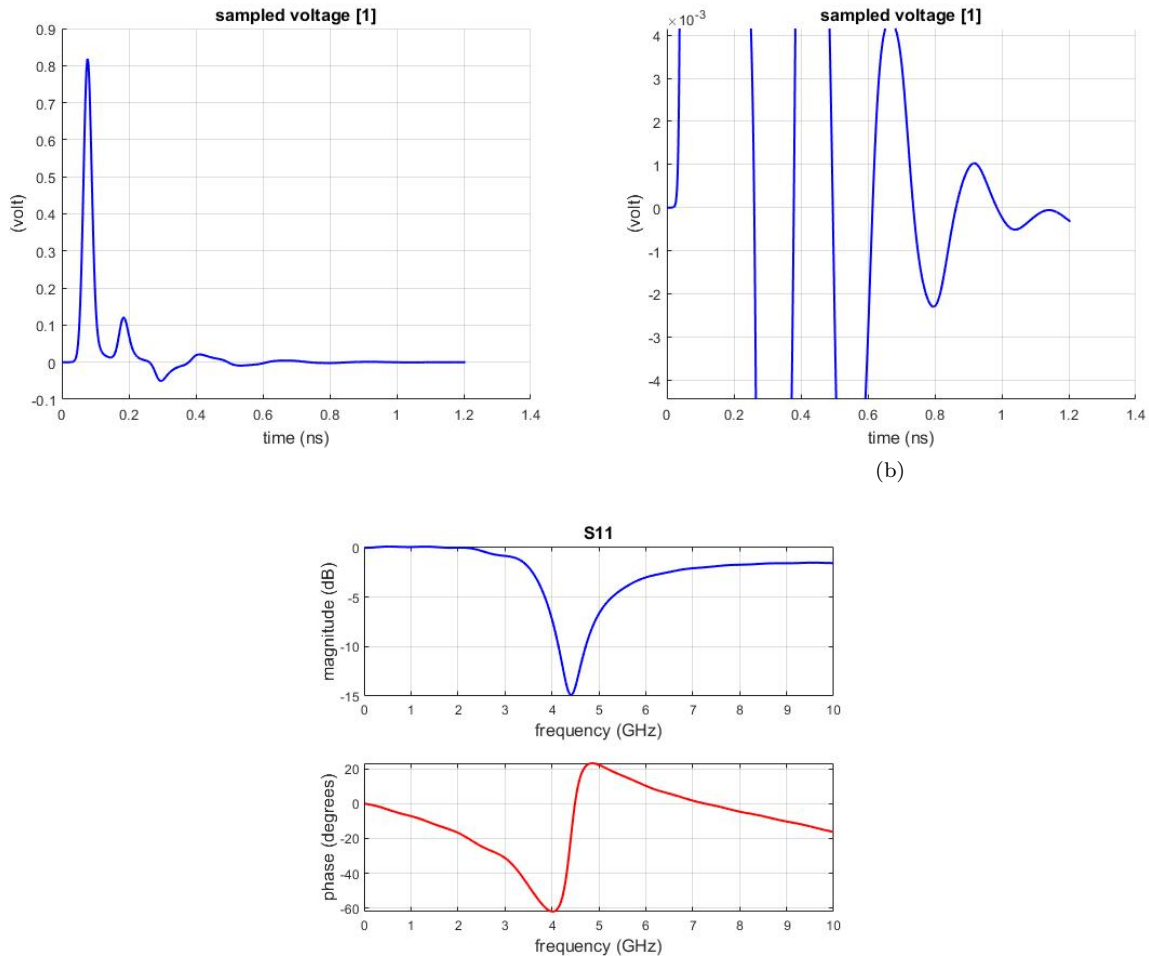 sampled voltage [1]
0.9
0.8
0.7
0.6
0.5
0.4
0.3
0.2
0.1
0
-0.1
(volt)
0 0.2 0.4 0.6 0.8 1 1.2 1.4
time (ns)
×10⁻³
sampled voltage [1]
4
3
2
1
0
-1
-2
-3
-4
(volt)
0 0.2 0.4 0.6 0.8 1 1.2 1.4
time (ns)
(b)
S11
0
-5
-10
-15
magnitude (dB)
0 1 2 3 4 5 6 7 8 9 10
frequency (GHz)
20
0
-20
-40
-60
phase (degrees)
0 1 2 3 4 5 6 7 8 9 10
frequency (GHz)